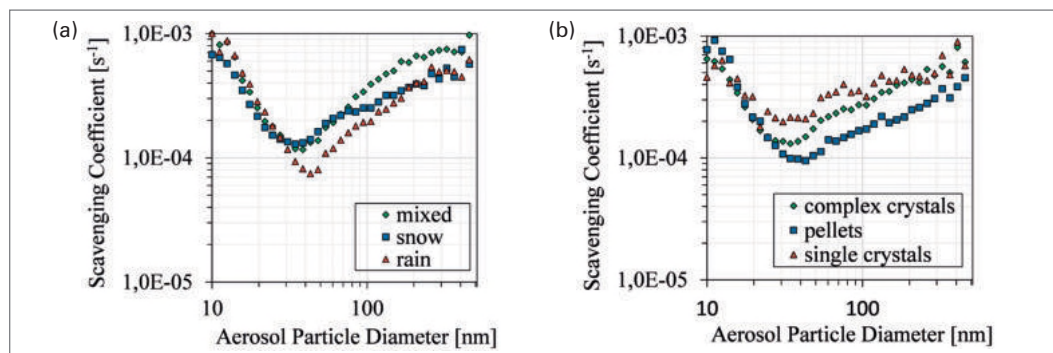 (a)
1,0E-03
1,0E-04
1,0E-05
Scavenging Coefficient [s⁻¹]
mixed
snow
rain
10
100
Aerosol Particle Diameter [nm]
(b)
1,0E-03
1,0E-04
1,0E-05
Scavenging Coefficient [s⁻¹]
complex crystals
pellets
single crystals
10
100
Aerosol Particle Diameter [nm]